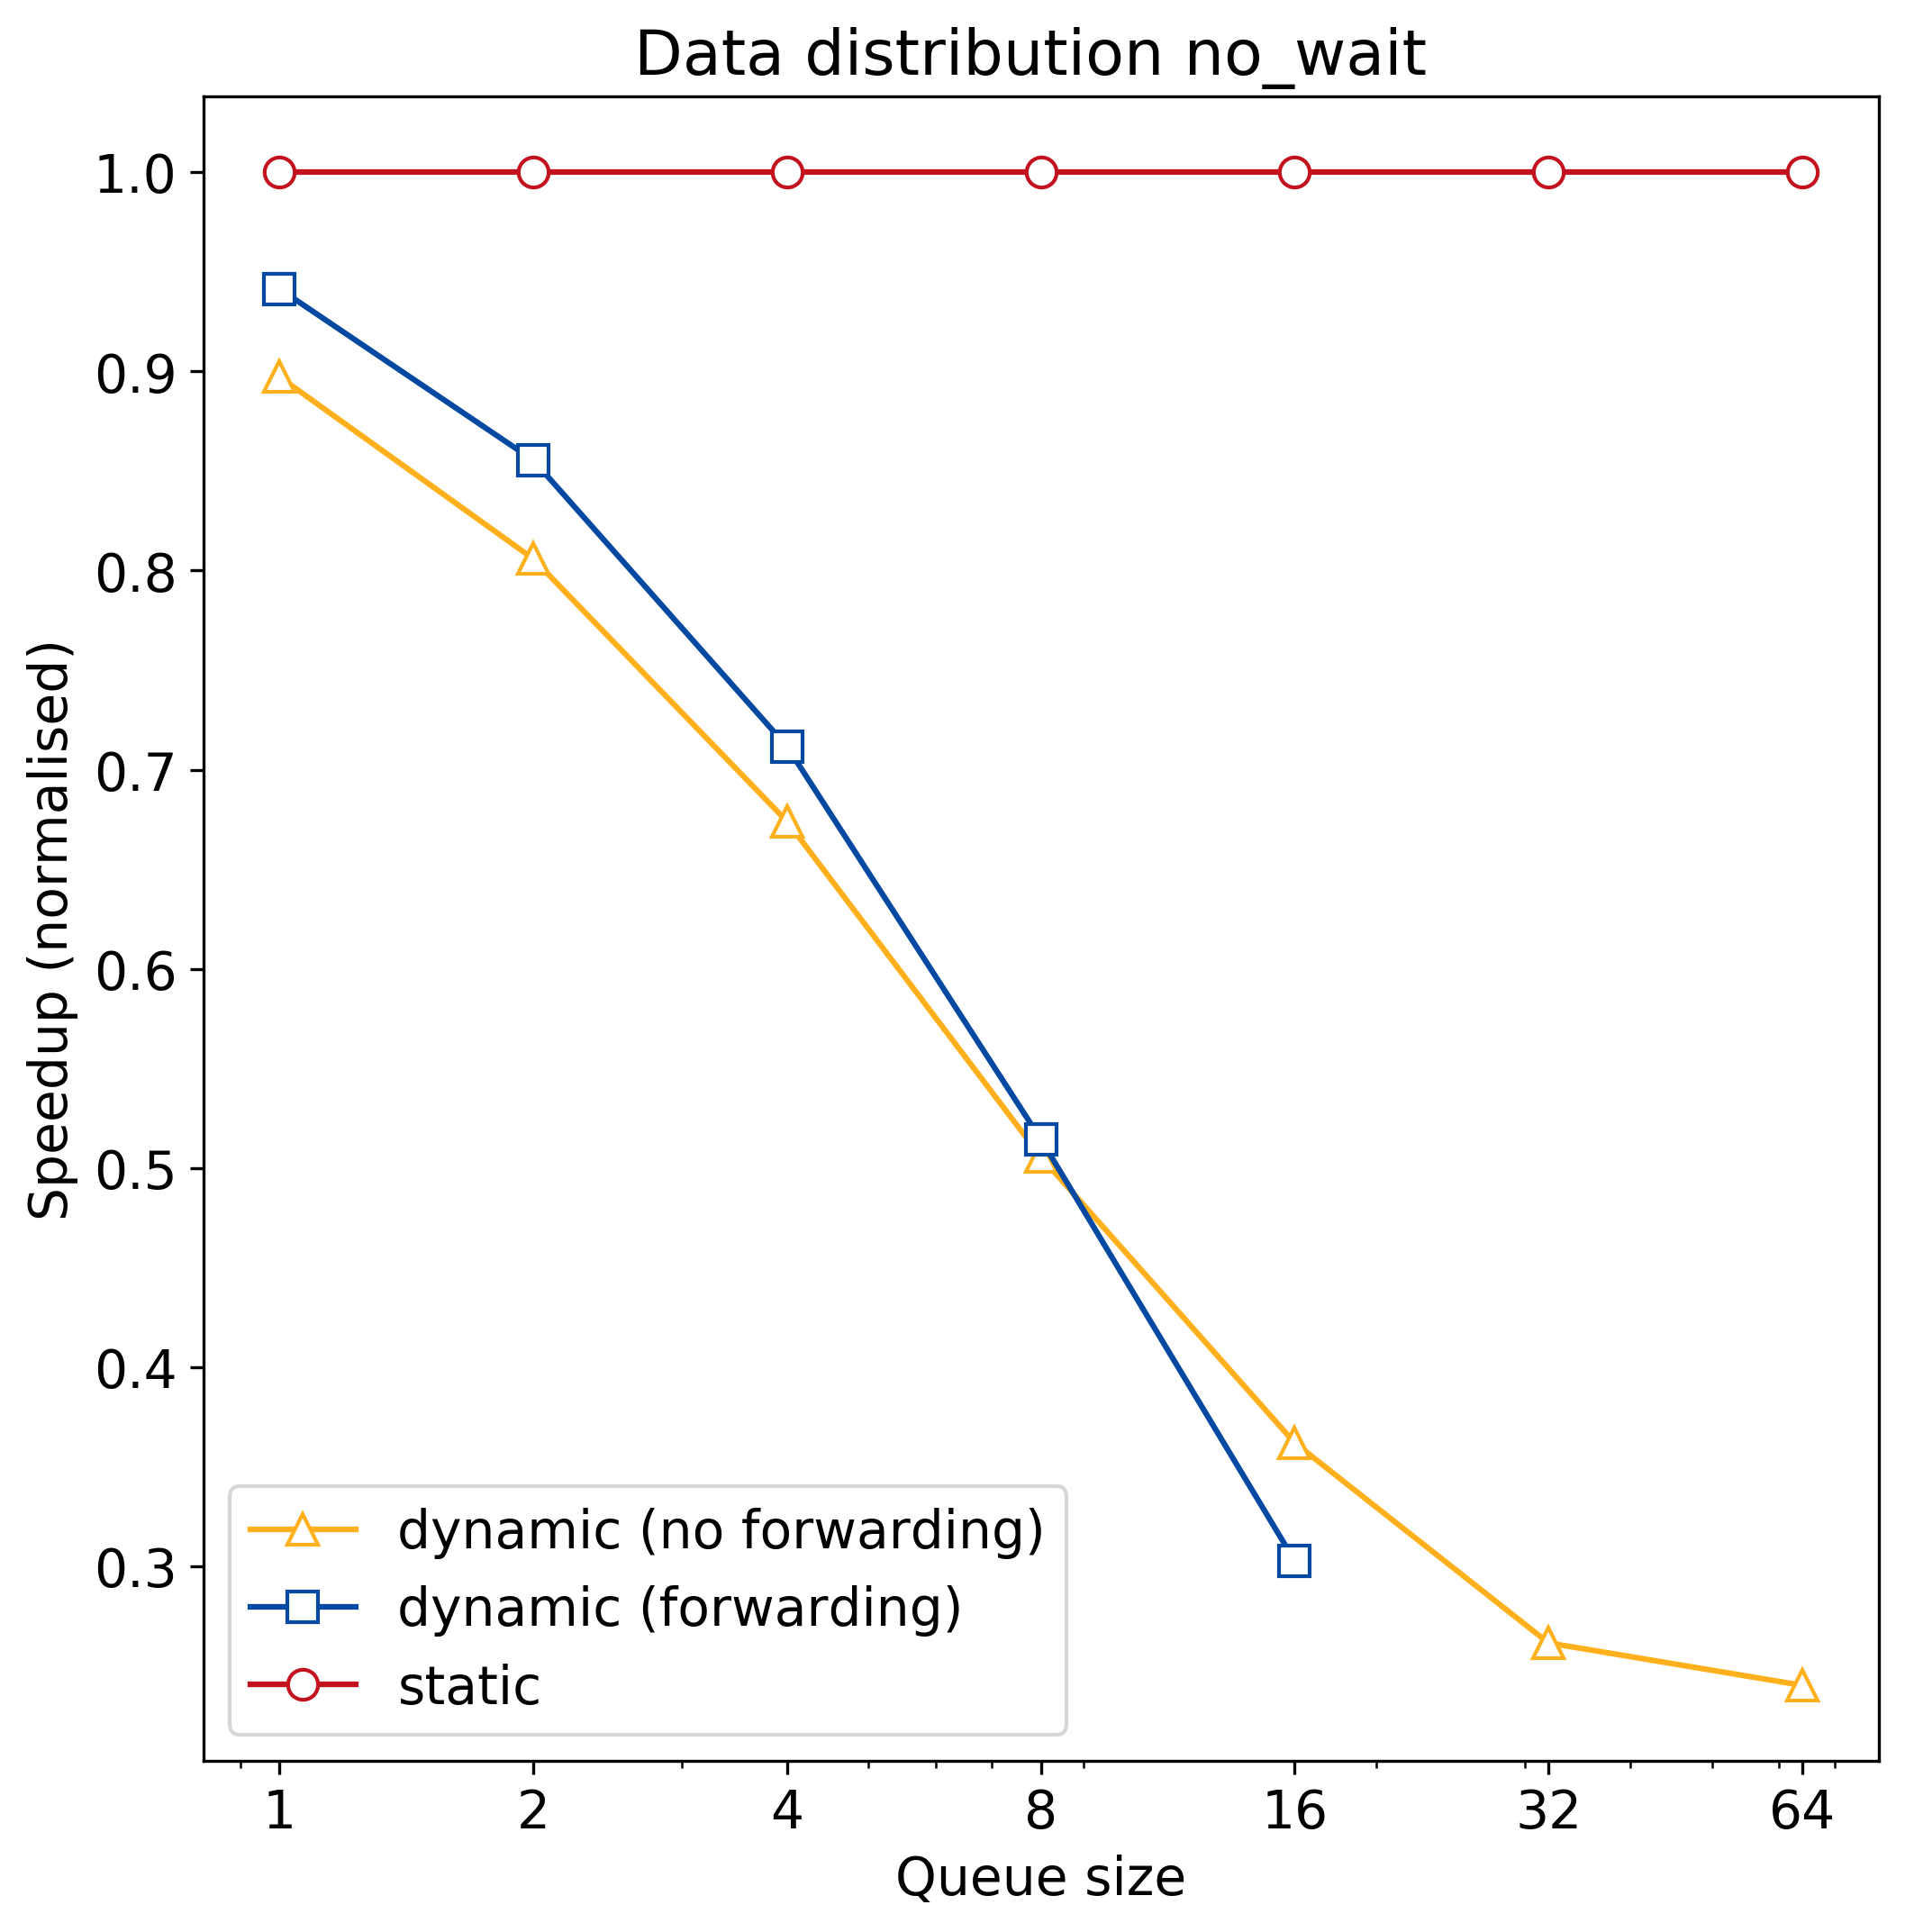 Data distribution no_wait
Speedup (normalised)
1.0
0.9
0.8
0.7
0.6
0.5
0.4
0.3
dynamic (no forwarding)
dynamic (forwarding)
static
1 2 4 8 16 32 64
Queue size